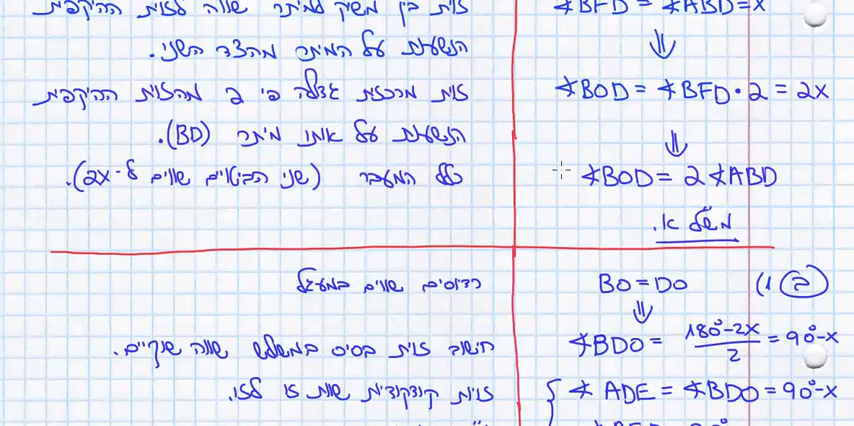 ∢BFD = ∢ABD = x זוית בין משיק למיתר שווה לזוית ההיקפית
⇓ הנשענת על המיתר מהצד השני.
∢BOD = ∢BFD · 2 = 2x זוית מרכזית גדולה פי 2 מהזוית ההיקפית
⇓ הנשענת על אותו מיתר (BD).
∢BOD = 2∢ABD כלל המעבר (שני הביטויים שווים ל-2x).
מש"ל א.
ב (1 BO = DO רדיוסים שווים במעגל
⇓
∢BDO = (180°-2x)/2 = 90°-x חישוב זוית בסיס במשולש שווה שוקיים.
{ ∢ADE = ∢BDO = 90°-x זוית קודקודיות שוות זו לזו.